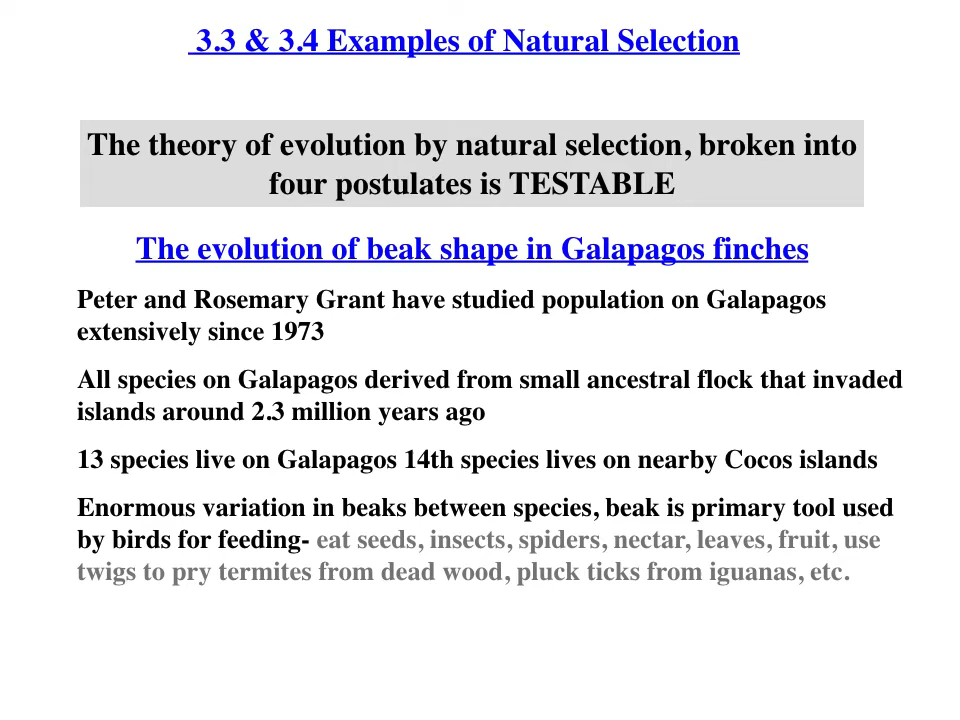 3.3 & 3.4 Examples of Natural Selection
The theory of evolution by natural selection, broken into
four postulates is TESTABLE
The evolution of beak shape in Galapagos finches
Peter and Rosemary Grant have studied population on Galapagos
extensively since 1973
All species on Galapagos derived from small ancestral flock that invaded
islands around 2.3 million years ago
13 species live on Galapagos 14th species lives on nearby Cocos islands
Enormous variation in beaks between species, beak is primary tool used
by birds for feeding- eat seeds, insects, spiders, nectar, leaves, fruit, use
twigs to pry termites from dead wood, pluck ticks from iguanas, etc.